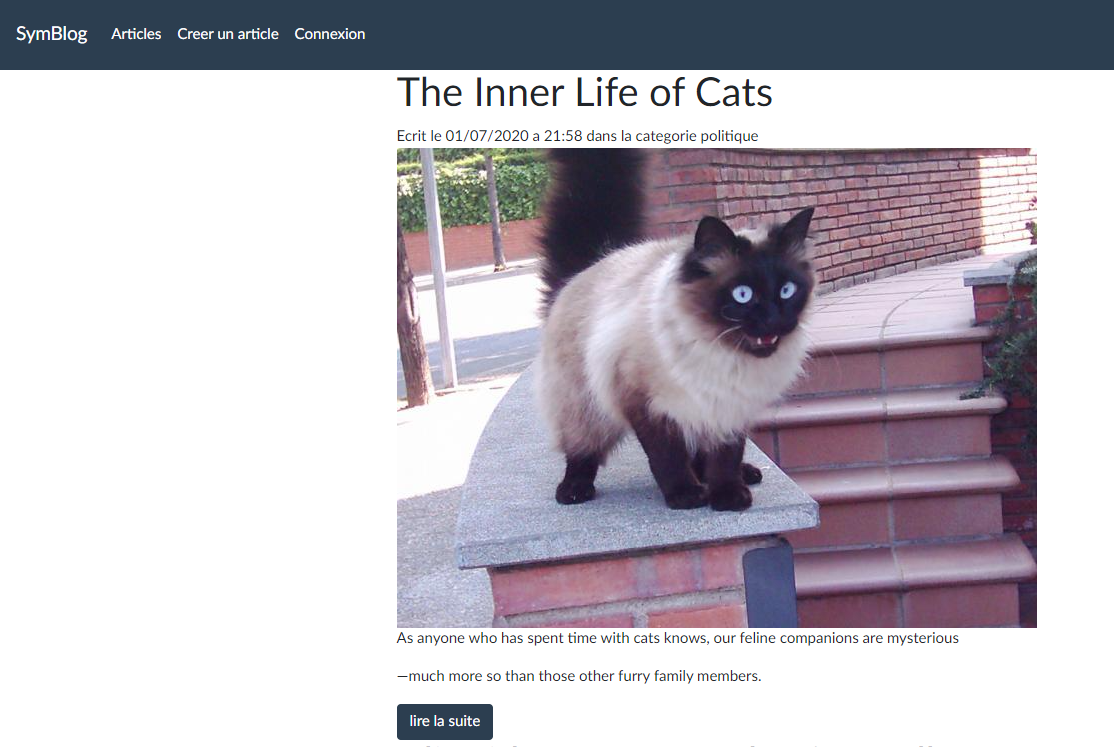 SymBlog Articles Creer un article Connexion
The Inner Life of Cats
Ecrit le 01/07/2020 a 21:58 dans la categorie politique
As anyone who has spent time with cats knows, our feline companions are mysterious
—much more so than those other furry family members.
lire la suite